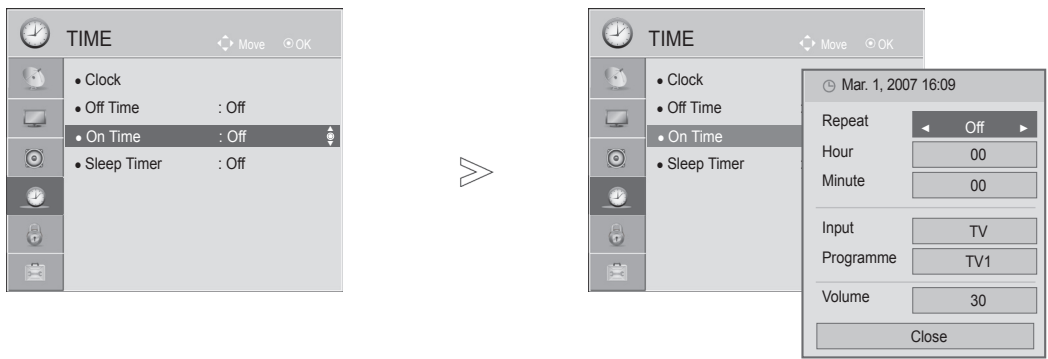 TIME
Move OK
• Clock
• Off Time : Off
• On Time : Off
• Sleep Timer : Off
TIME
Move OK
• Clock
• Off Time :
• On Time
• Sleep Timer :
Mar. 1, 2007 16:09
Repeat ◄ Off ►
Hour 00
Minute 00
Input TV
Programme TV1
Volume 30
Close